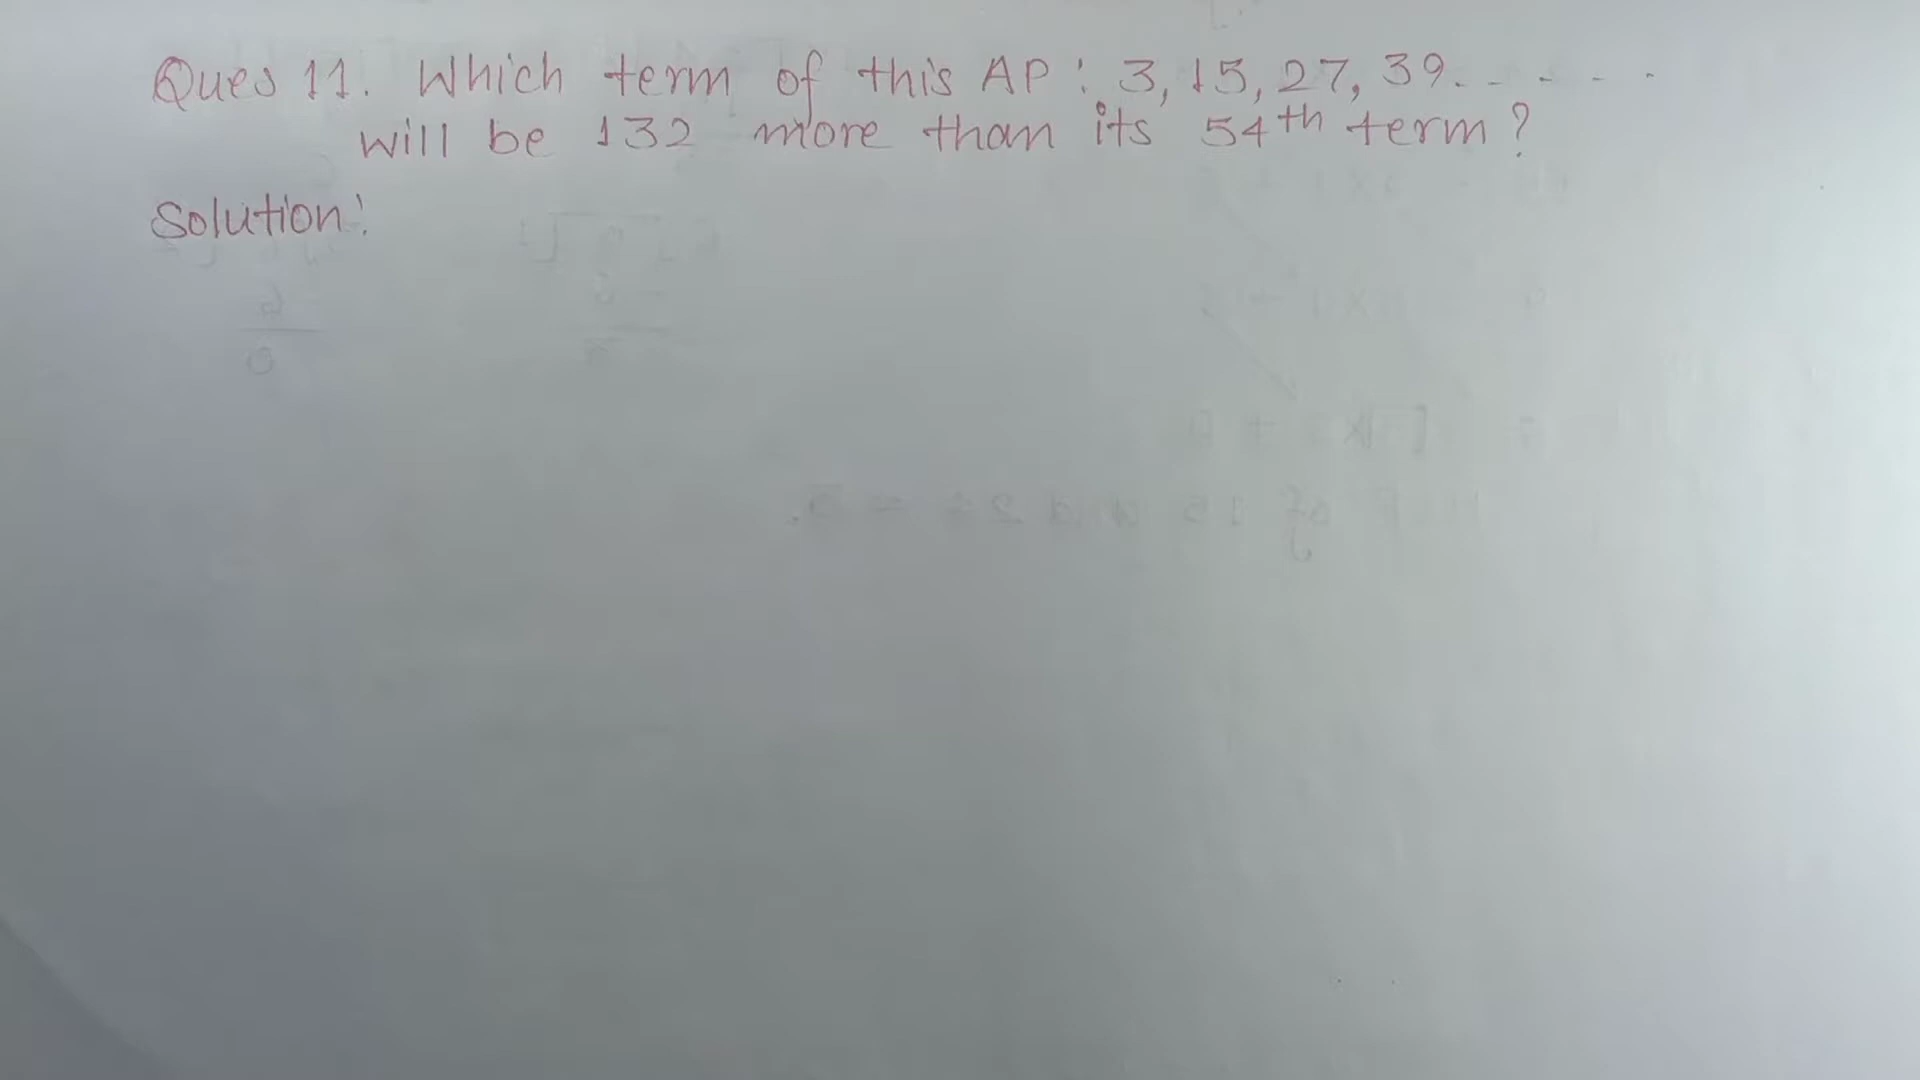 Ques 11. Which term of this AP : 3, 15, 27, 39. - - - - .
will be 132 more than its 54th term ?
Solution: